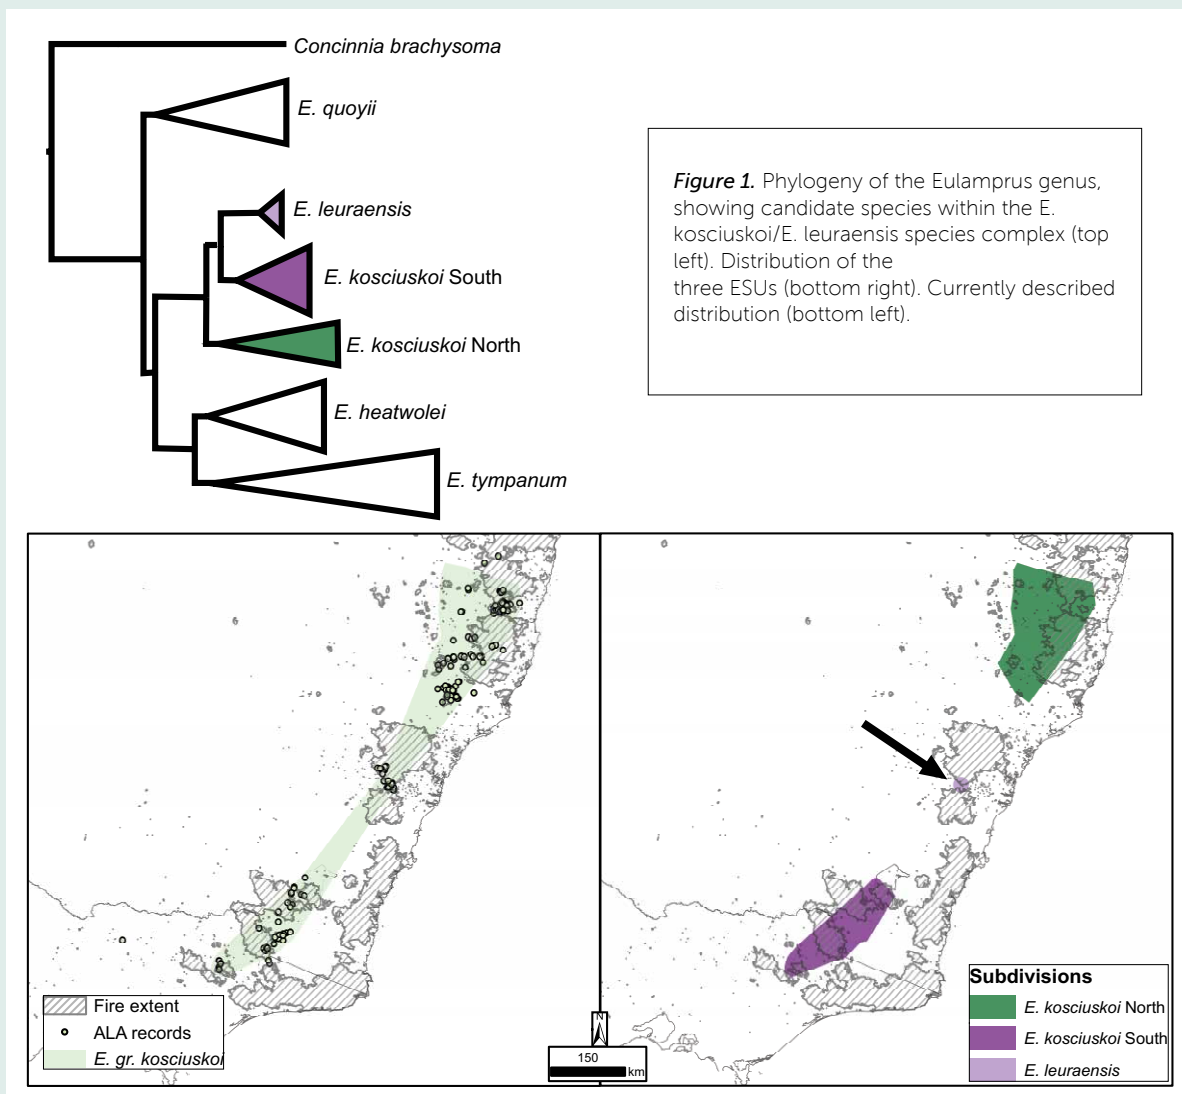 Concinnia brachysoma
E. quoyii
E. leuraensis
E. kosciuskoi South
E. kosciuskoi North
E. heatwolei
E. tympanum
Figure 1. Phylogeny of the Eulamprus genus,
showing candidate species within the E.
kosciuskoi/E. leuraensis species complex (top
left). Distribution of the
three ESUs (bottom right). Currently described
distribution (bottom left).
Fire extent
ALA records
E. gr. kosciuskoi
N
150
km
Subdivisions
E. kosciuskoi North
E. kosciuskoi South
E. leuraensis